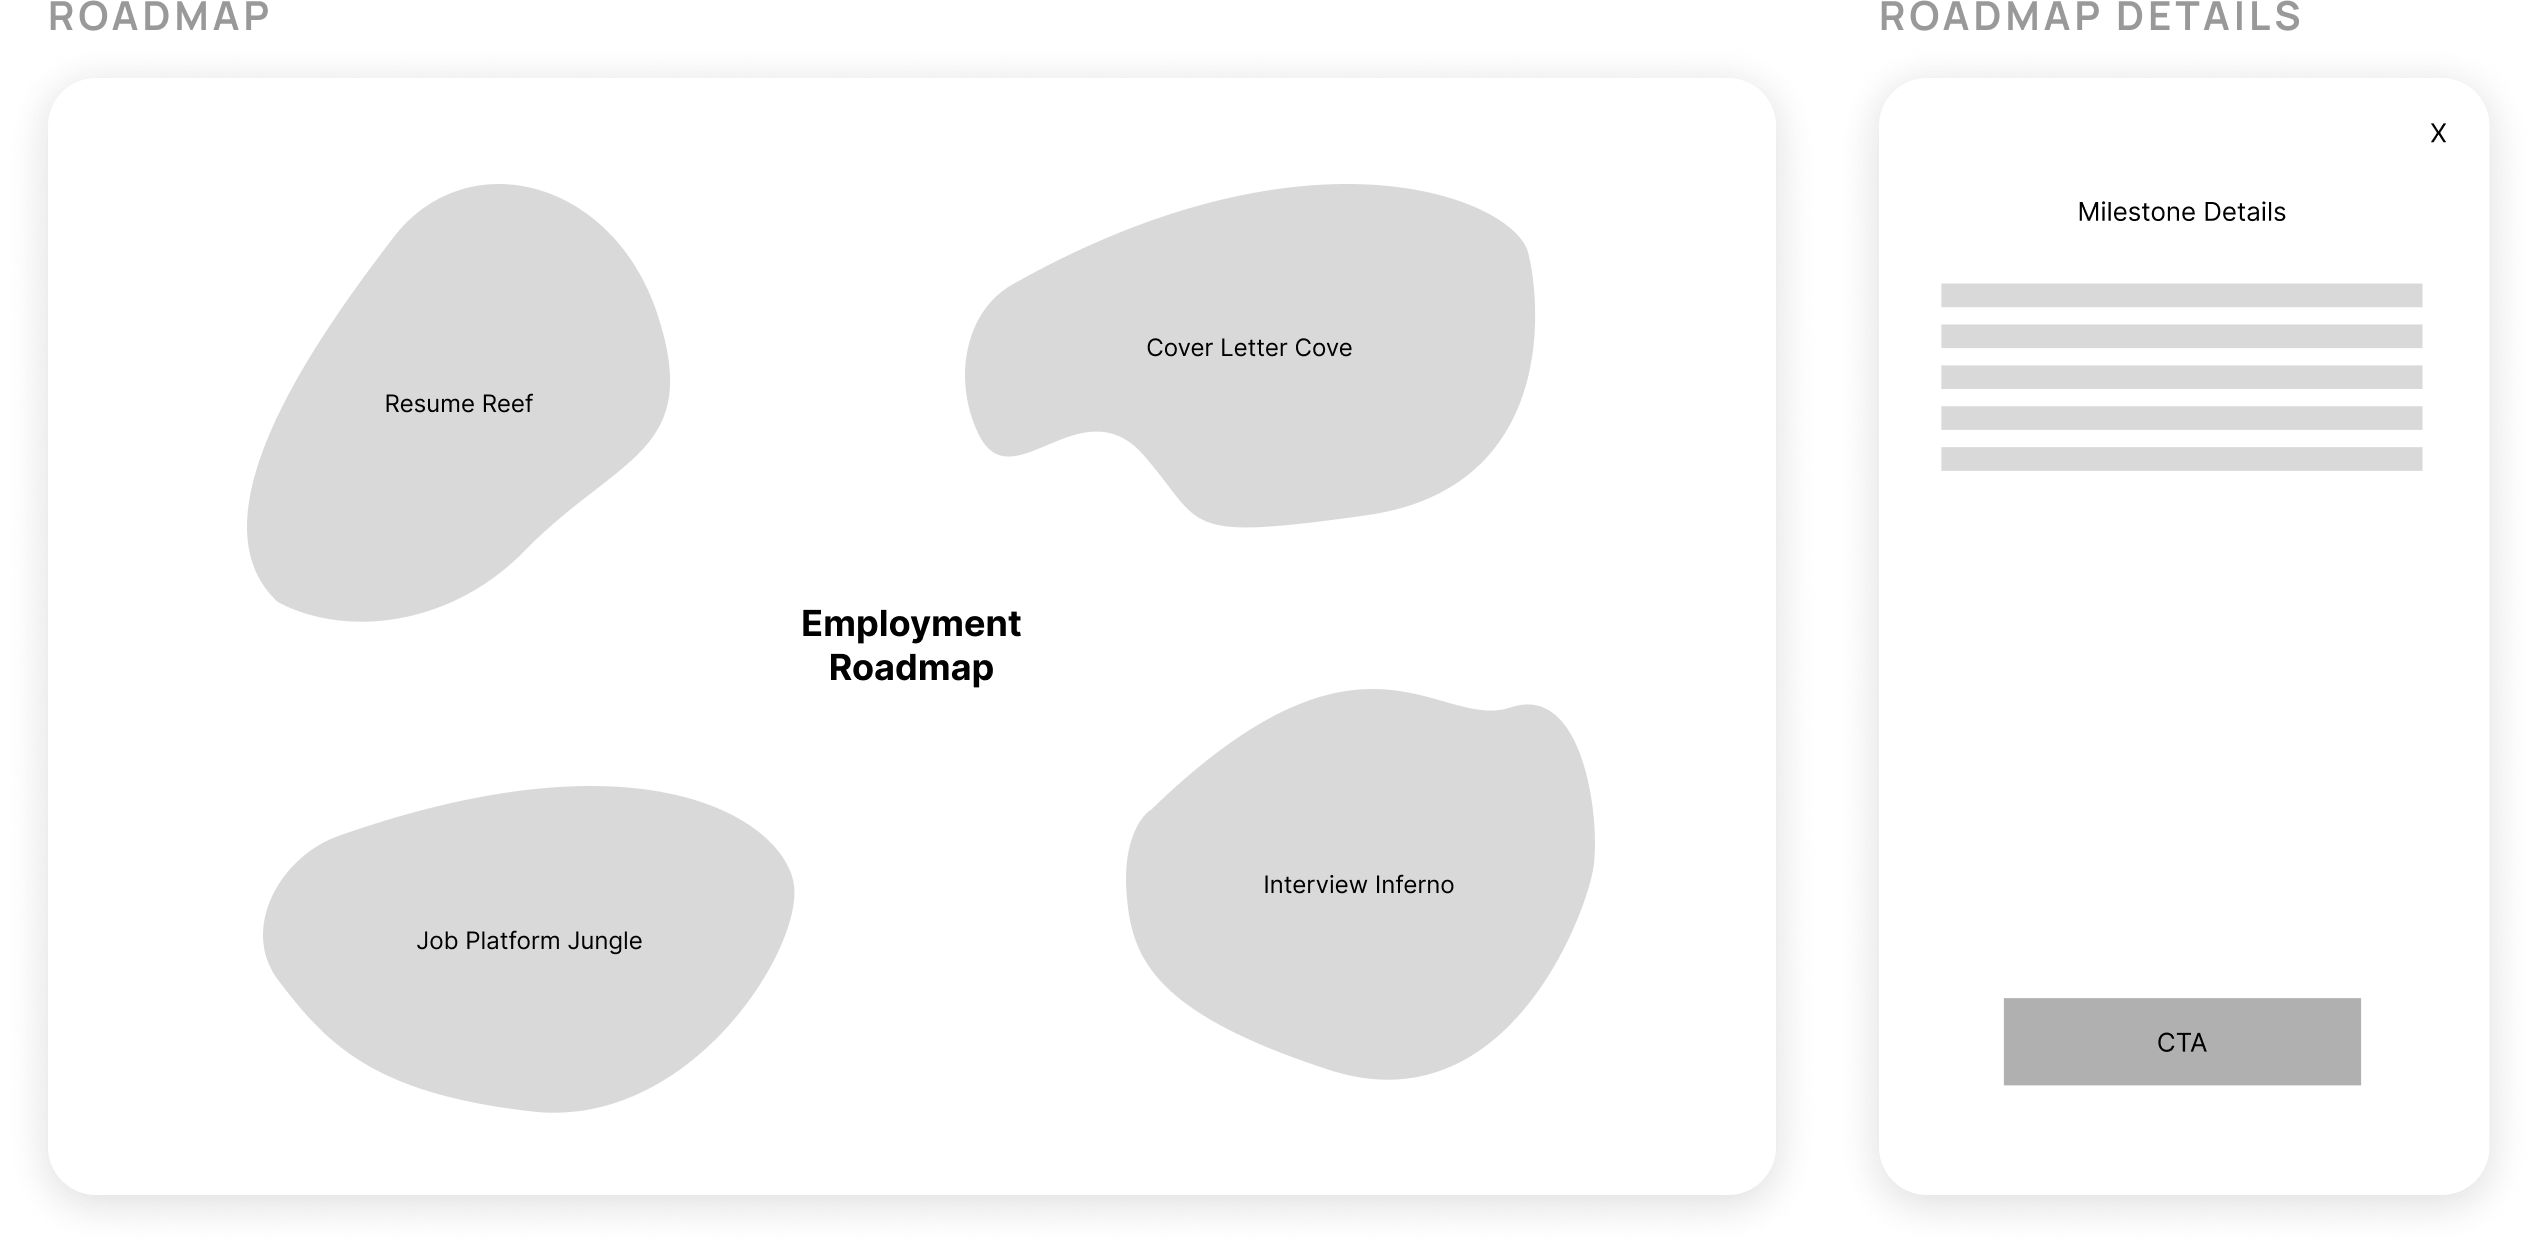 ROADMAP
Resume Reef
Cover Letter Cove
Employment
Roadmap
Job Platform Jungle
Interview Inferno
ROADMAP DETAILS
X
Milestone Details
CTA